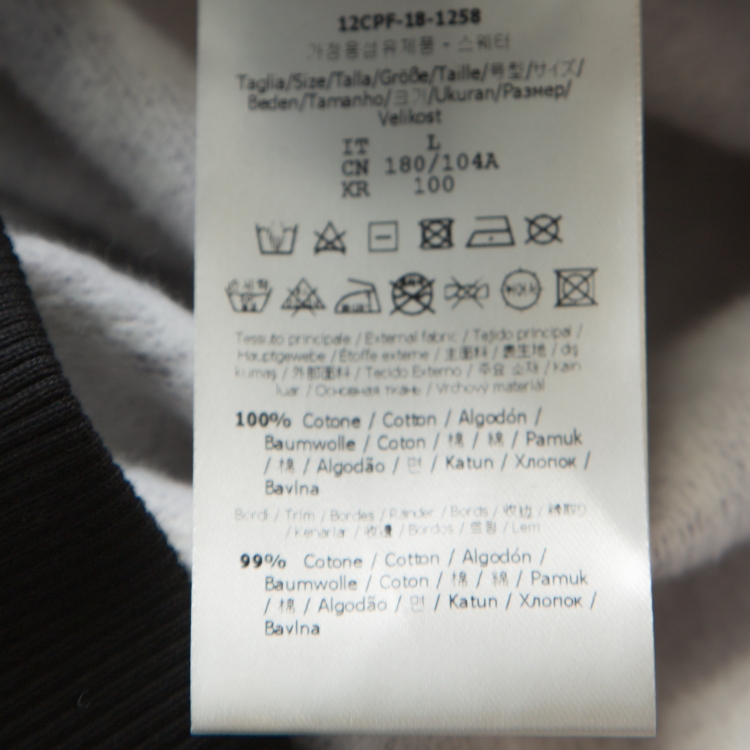 12CPF-18-1258
가정용섬유제품 - 스웨터
Taglia/Size/Talla/Größe/Taille/号型/サイズ/
Beden/Tamanho/크기/Ukuran/Размер/
Velikost
IT L
CN 180/104A
KR 100
Tessuto principale / External fabric / Tejido principal /
Hauptgewebe / Étoffe externe / 主面料 / 表生地 / dış
kumaş / 外部面料 / Tecido Externo / 주요 소재 / Kain
luar / Основная ткань / Vrchový materiál
100% Cotone / Cotton / Algodón /
Baumwolle / Coton / 棉 / 綿 / Pamuk
/ 棉 / Algodão / 면 / Katun / Хлопок /
Bavlna
Bordi / Trim / Bordes / Ränder / Bords / 收边 / 縁取り
/ Kenarlar / 收邊 / Bordos / 트림 / Lem
99% Cotone / Cotton / Algodón /
Baumwolle / Coton / 棉 / 綿 / Pamuk
/ 棉 / Algodão / 면 / Katun / Хлопок /
Bavlna